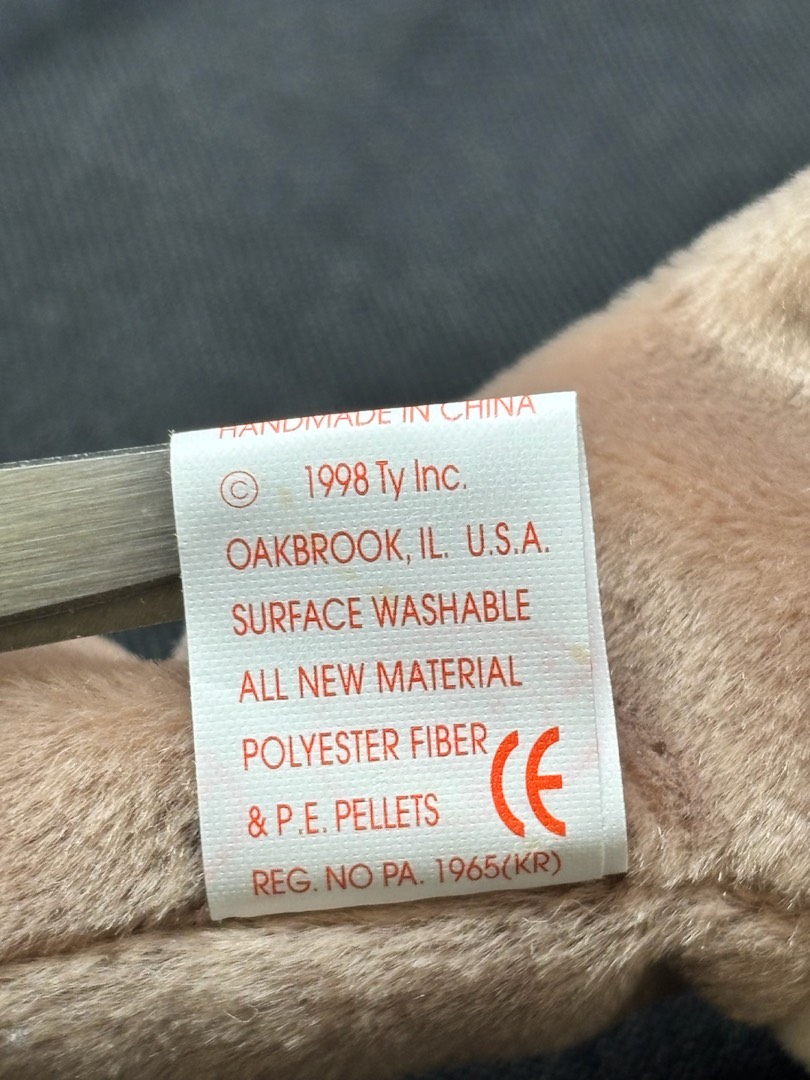 HANDMADE IN CHINA
© 1998 Ty Inc.
OAKBROOK, IL. U.S.A.
SURFACE WASHABLE
ALL NEW MATERIAL
POLYESTER FIBER
& P.E. PELLETS
CE
REG. NO PA. 1965(KR)